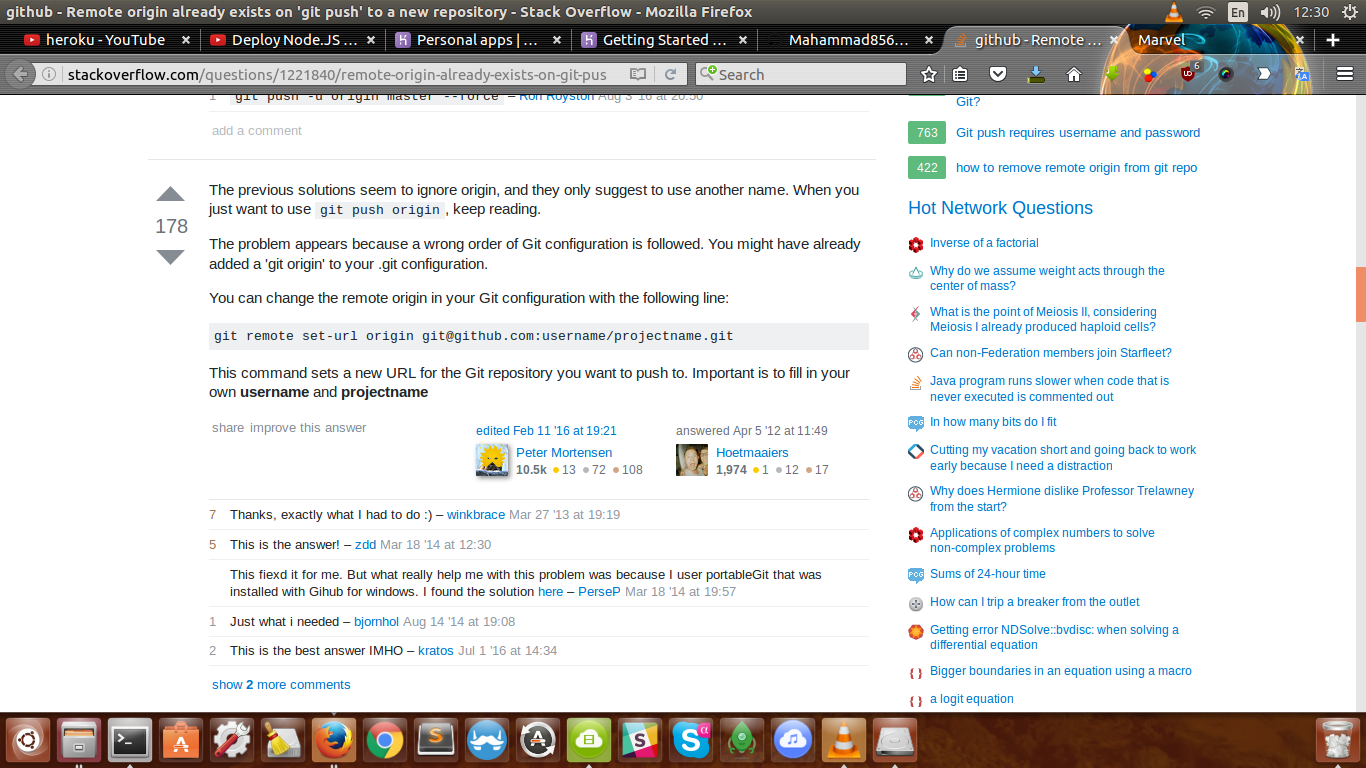 github - Remote origin already exists on 'git push' to a new repository - Stack Overflow - Mozilla Firefox
En
12:30
heroku - YouTube
Deploy Node.JS ...
Personal apps | ...
Getting Started ...
Mahammad856...
github - Remote ...
Marvel
stackoverflow.com/questions/1221840/remote-origin-already-exists-on-git-pus
Search
6
1 git push -u origin master --force – Ron Royston Aug 3 '16 at 20:50
add a comment
178
The previous solutions seem to ignore origin, and they only suggest to use another name. When you
just want to use git push origin , keep reading.
The problem appears because a wrong order of Git configuration is followed. You might have already
added a 'git origin' to your .git configuration.
You can change the remote origin in your Git configuration with the following line:
git remote set-url origin git@github.com:username/projectname.git
This command sets a new URL for the Git repository you want to push to. Important is to fill in your
own username and projectname
share improve this answer
edited Feb 11 '16 at 19:21
Peter Mortensen
10.5k 13 72 108
answered Apr 5 '12 at 11:49
Hoetmaaiers
1,974 1 12 17
7 Thanks, exactly what I had to do :) – winkbrace Mar 27 '13 at 19:19
5 This is the answer! – zdd Mar 18 '14 at 12:30
This fiexd it for me. But what really help me with this problem was because I user portableGit that was
installed with Gihub for windows. I found the solution here – PerseP Mar 18 '14 at 19:57
1 Just what i needed – bjornhol Aug 14 '14 at 19:08
2 This is the best answer IMHO – kratos Jul 1 '16 at 14:34
show 2 more comments
Git?
763 Git push requires username and password
422 how to remove remote origin from git repo
Hot Network Questions
Inverse of a factorial
Why do we assume weight acts through the
center of mass?
What is the point of Meiosis II, considering
Meiosis I already produced haploid cells?
Can non-Federation members join Starfleet?
Java program runs slower when code that is
never executed is commented out
PCG In how many bits do I fit
Cutting my vacation short and going back to work
early because I need a distraction
Why does Hermione dislike Professor Trelawney
from the start?
Applications of complex numbers to solve
non-complex problems
PCG Sums of 24-hour time
How can I trip a breaker from the outlet
Getting error NDSolve::bvdisc: when solving a
differential equation
{ } Bigger boundaries in an equation using a macro
{ } a logit equation